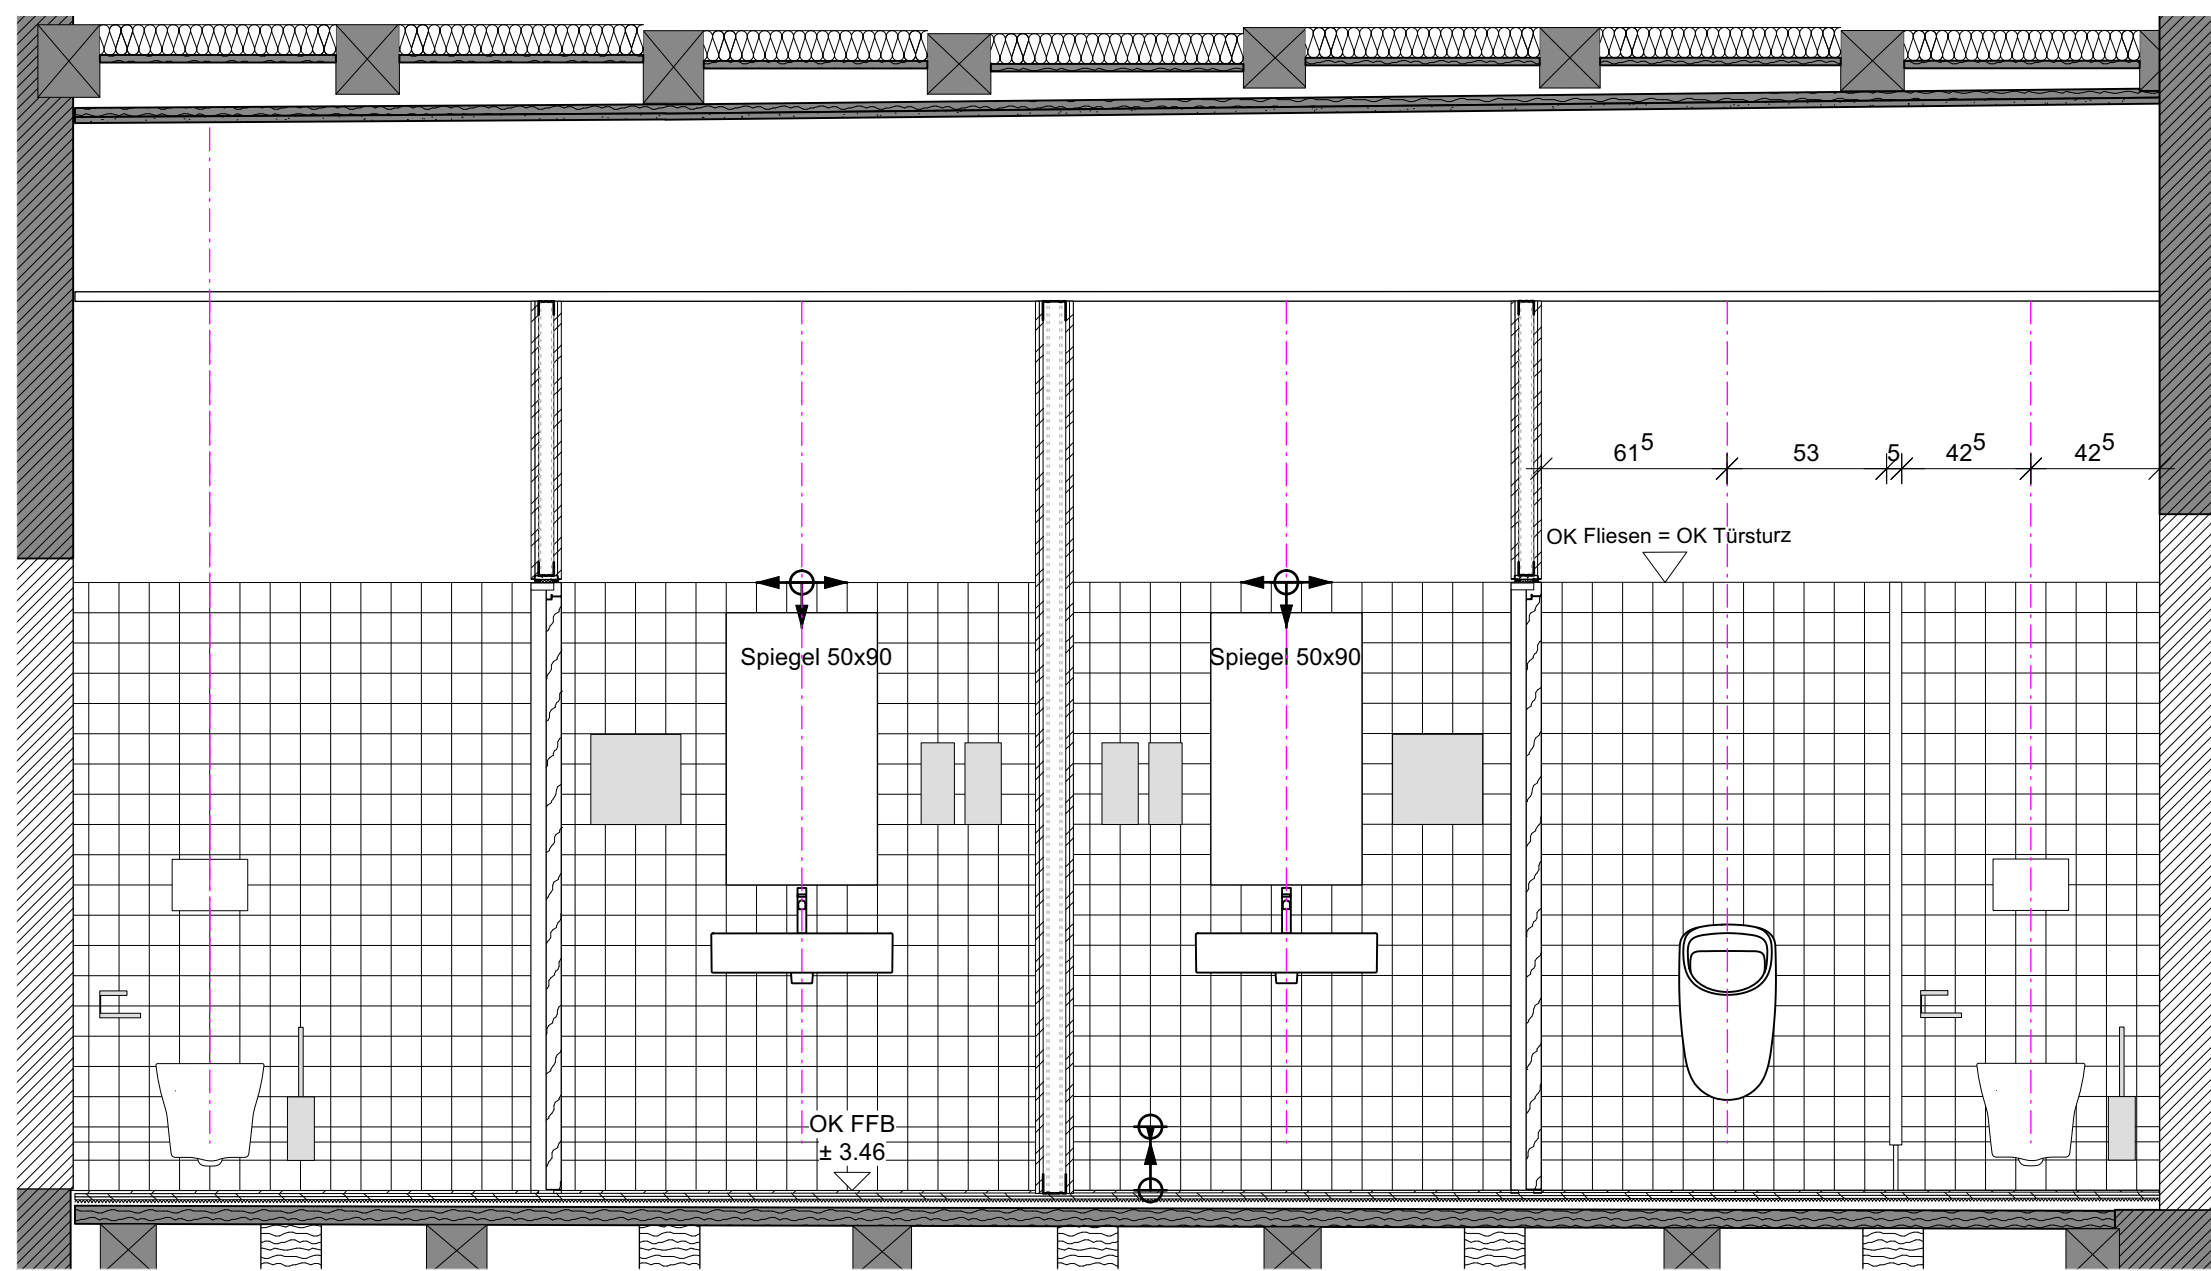 61⁵ 53 5 42⁵ 42⁵
OK Fliesen = OK Türsturz
Spiegel 50x90
Spiegel 50x90
OK FFB
± 3.46